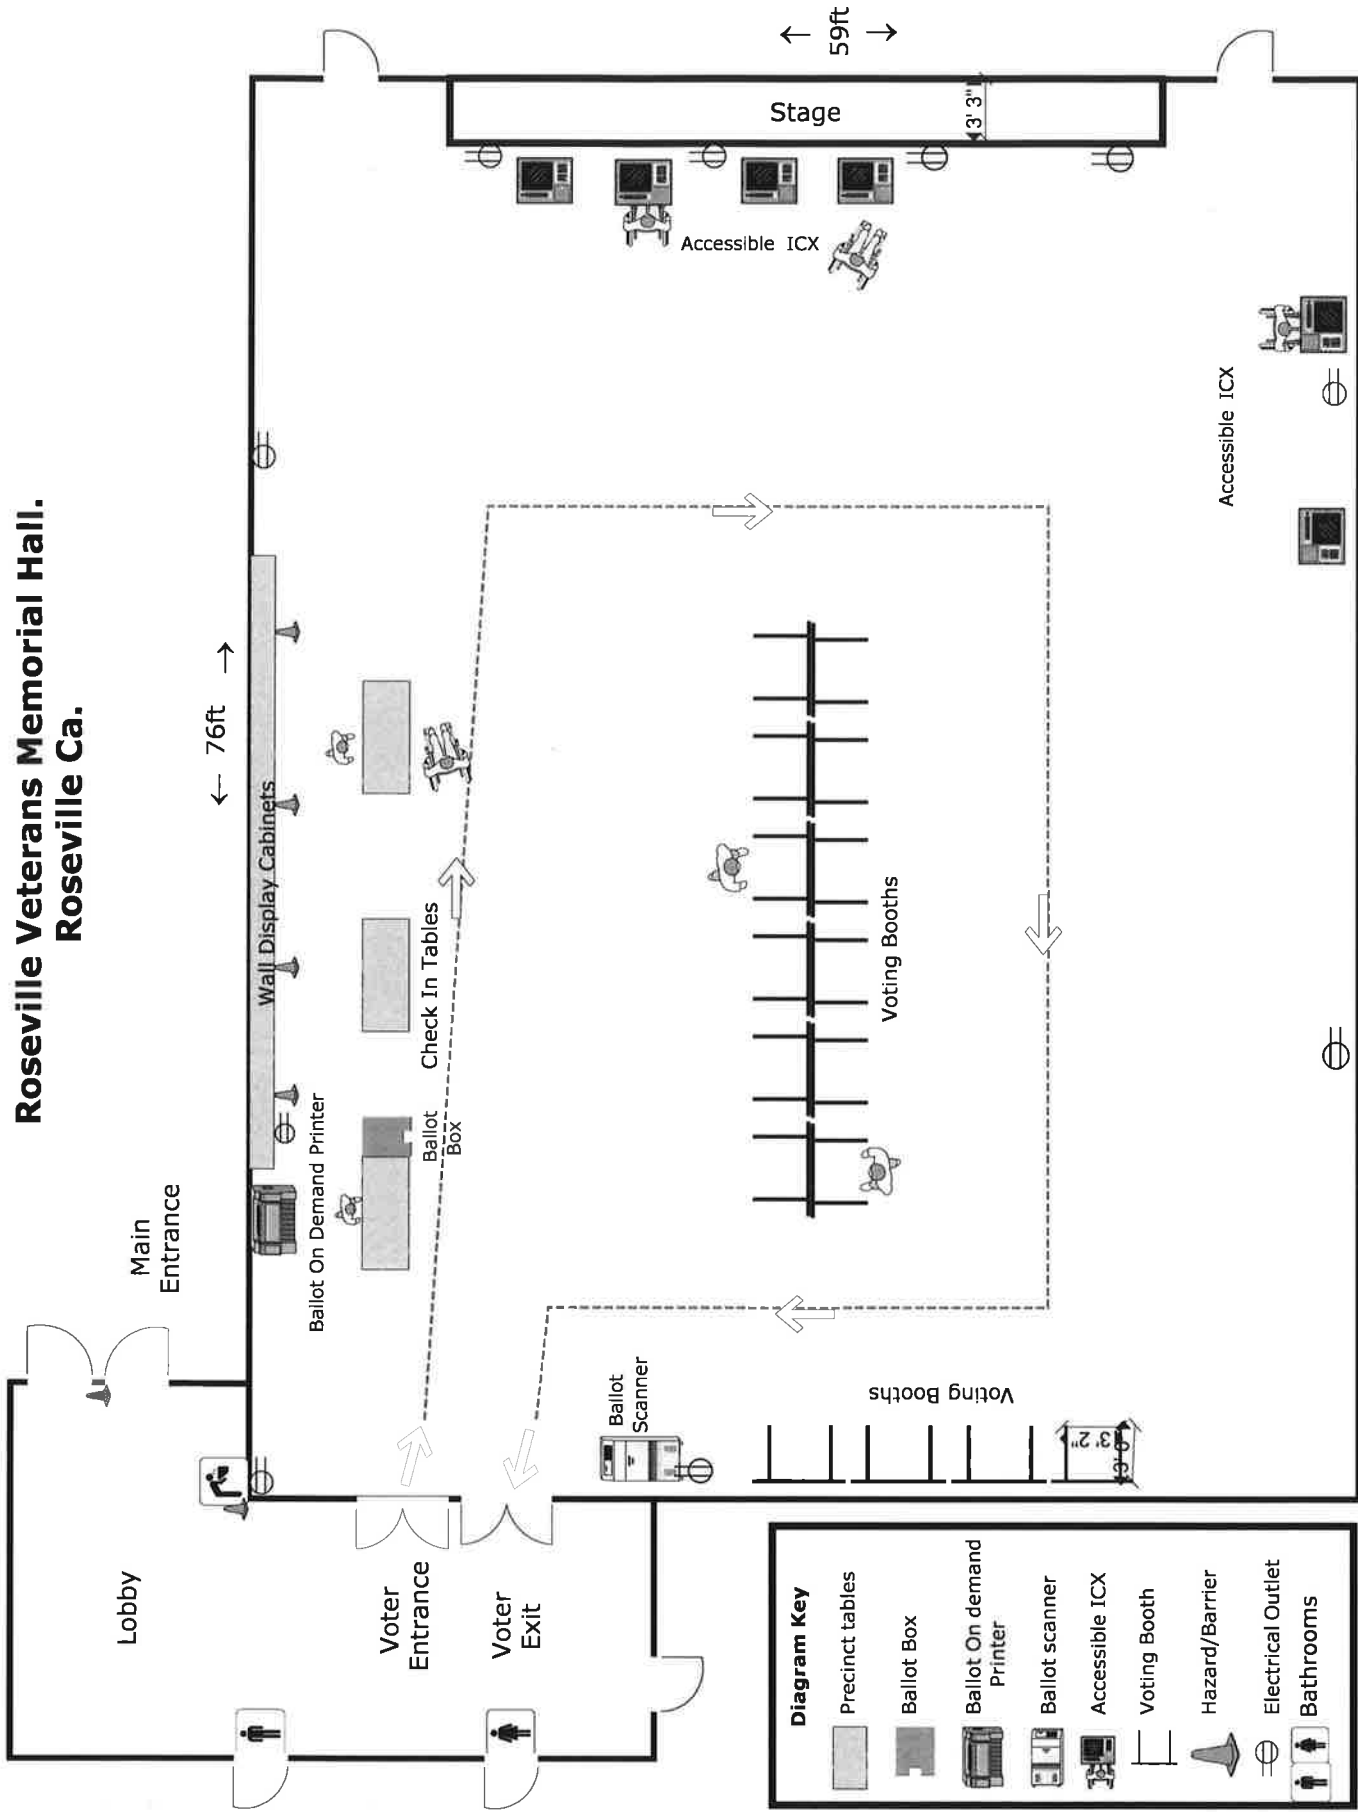 Roseville Veterans Memorial Hall.
Roseville Ca.
← 76ft →
← 59ft →
Main
Entrance
Lobby
Wall Display Cabinets
Ballot On Demand Printer
Ballot
Box
Check In Tables
Voter
Entrance
Voter
Exit
Ballot
Scanner
Voting Booths
Voting Booths
3' 2"
3' 0"
Stage
3' 3"
Accessible ICX
Accessible ICX
Diagram Key
Precinct tables
Ballot Box
Ballot On demand
Printer
Ballot scanner
Accessible ICX
Voting Booth
Hazard/Barrier
Electrical Outlet
Bathrooms